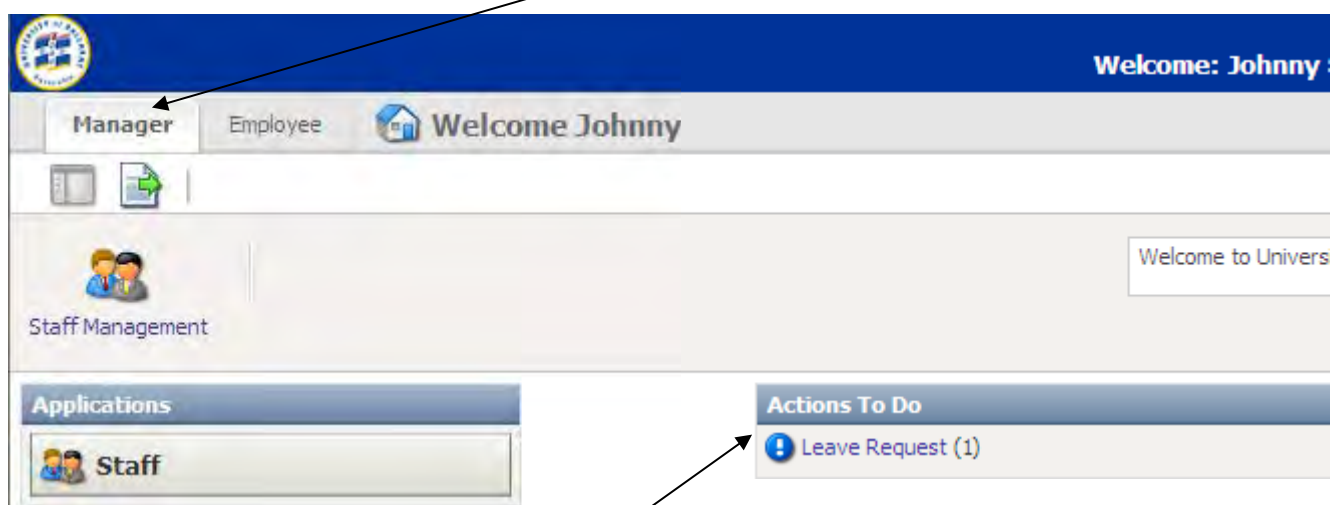 Welcome: Johnny
Manager Employee Welcome Johnny
Welcome to Univers
Staff Management
Applications
Actions To Do
Staff
Leave Request (1)